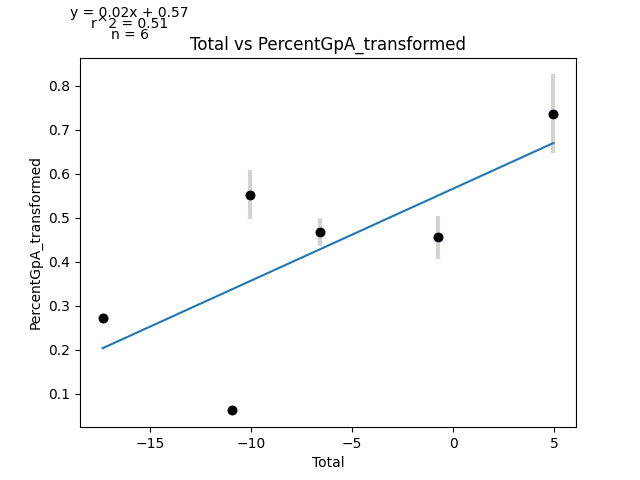 y = 0.02x + 0.57
r^2 = 0.51
n = 6
Total vs PercentGpA_transformed
PercentGpA_transformed
0.8
0.7
0.6
0.5
0.4
0.3
0.2
0.1
−15
−10
−5
0
5
Total